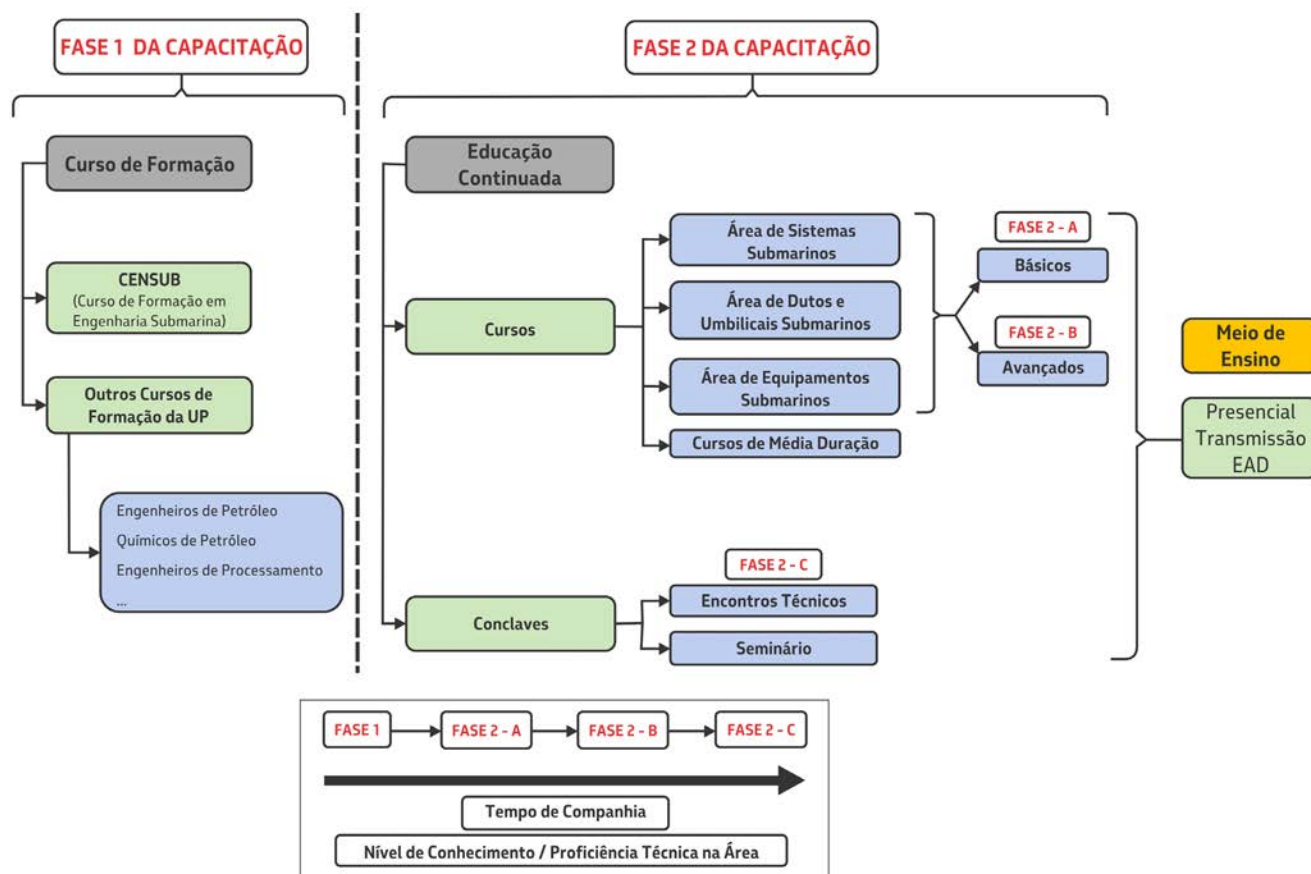 FASE 1 DA CAPACITAÇÃO
Curso de Formação
CENSUB
(Curso de Formação em
Engenharia Submarina)
Outros Cursos de
Formação da UP
Engenheiros de Petróleo
Químicos de Petróleo
Engenheiros de Processamento
...
FASE 2 DA CAPACITAÇÃO
Educação
Continuada
Cursos
Área de Sistemas
Submarinos
Área de Dutos e
Umbilicais Submarinos
Área de Equipamentos
Submarinos
Cursos de Média Duração
FASE 2 - A
Básicos
FASE 2 - B
Avançados
Conclaves
FASE 2 - C
Encontros Técnicos
Seminário
Meio de
Ensino
Presencial
Transmissão
EAD
FASE 1
FASE 2 - A
FASE 2 - B
FASE 2 - C
Tempo de Companhia
Nível de Conhecimento / Proficiência Técnica na Área